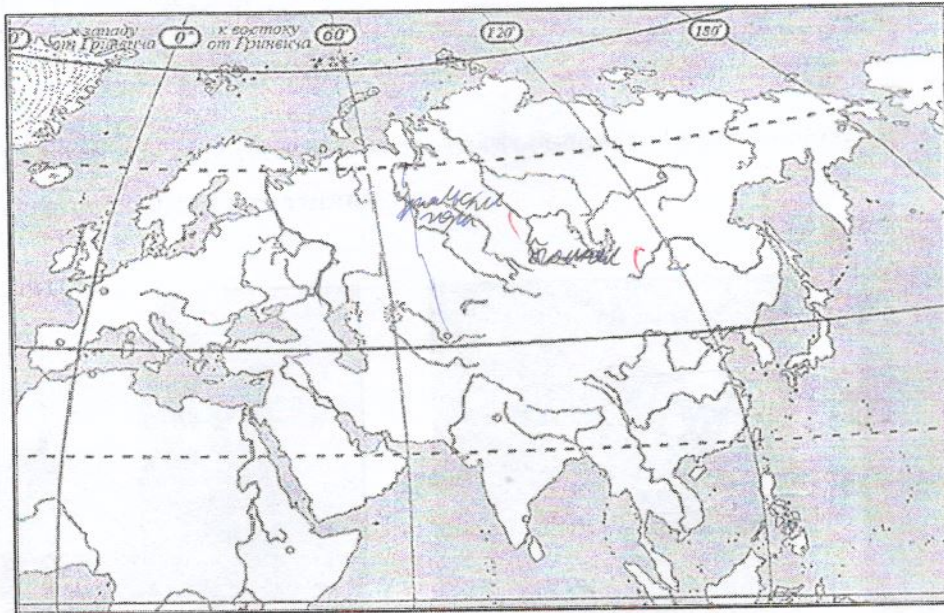 к западу
от Гринвича
0°
к востоку
от Гринвича
60°
120°
180°
Уральские
горы